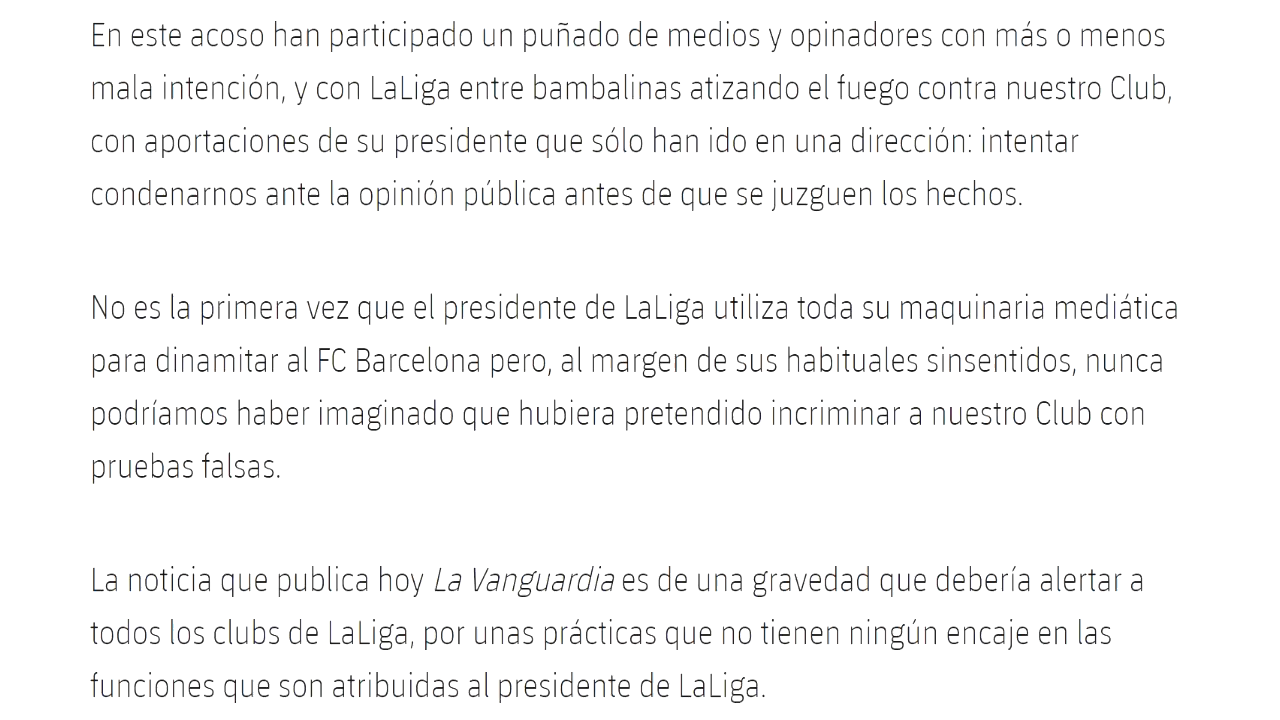 En este acoso han participado un puñado de medios y opinadores con más o menos
mala intención, y con LaLiga entre bambalinas atizando el fuego contra nuestro Club,
con aportaciones de su presidente que sólo han ido en una dirección: intentar
condenarnos ante la opinión pública antes de que se juzguen los hechos.
No es la primera vez que el presidente de LaLiga utiliza toda su maquinaria mediática
para dinamitar al FC Barcelona pero, al margen de sus habituales sinsentidos, nunca
podríamos haber imaginado que hubiera pretendido incriminar a nuestro Club con
pruebas falsas.
La noticia que publica hoy La Vanguardia es de una gravedad que debería alertar a
todos los clubs de LaLiga, por unas prácticas que no tienen ningún encaje en las
funciones que son atribuidas al presidente de LaLiga.